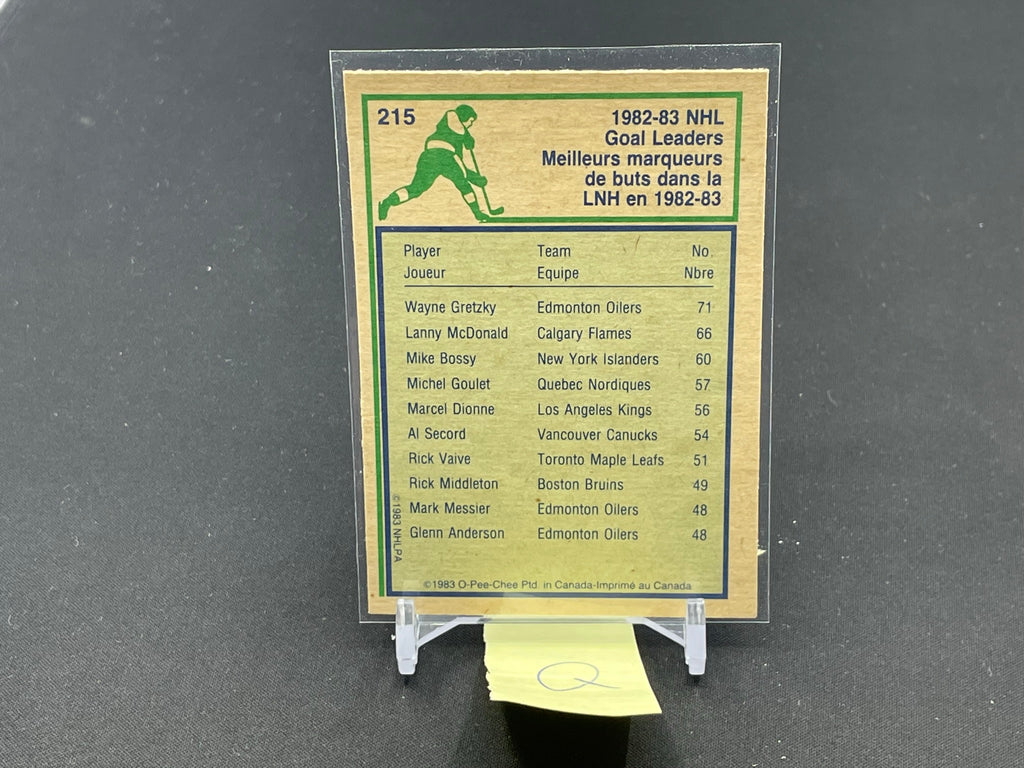 215
1982-83 NHL
Goal Leaders
Meilleurs marqueurs
de buts dans la
LNH en 1982-83
Player Team No.
Joueur Equipe Nbre
Wayne Gretzky Edmonton Oilers 71
Lanny McDonald Calgary Flames 66
Mike Bossy New York Islanders 60
Michel Goulet Quebec Nordiques 57
Marcel Dionne Los Angeles Kings 56
Al Secord Vancouver Canucks 54
Rick Vaive Toronto Maple Leafs 51
Rick Middleton Boston Bruins 49
Mark Messier Edmonton Oilers 48
Glenn Anderson Edmonton Oilers 48
©1983 NHLPA
©1983 O-Pee-Chee Ptd. in Canada-Imprimé au Canada
Q